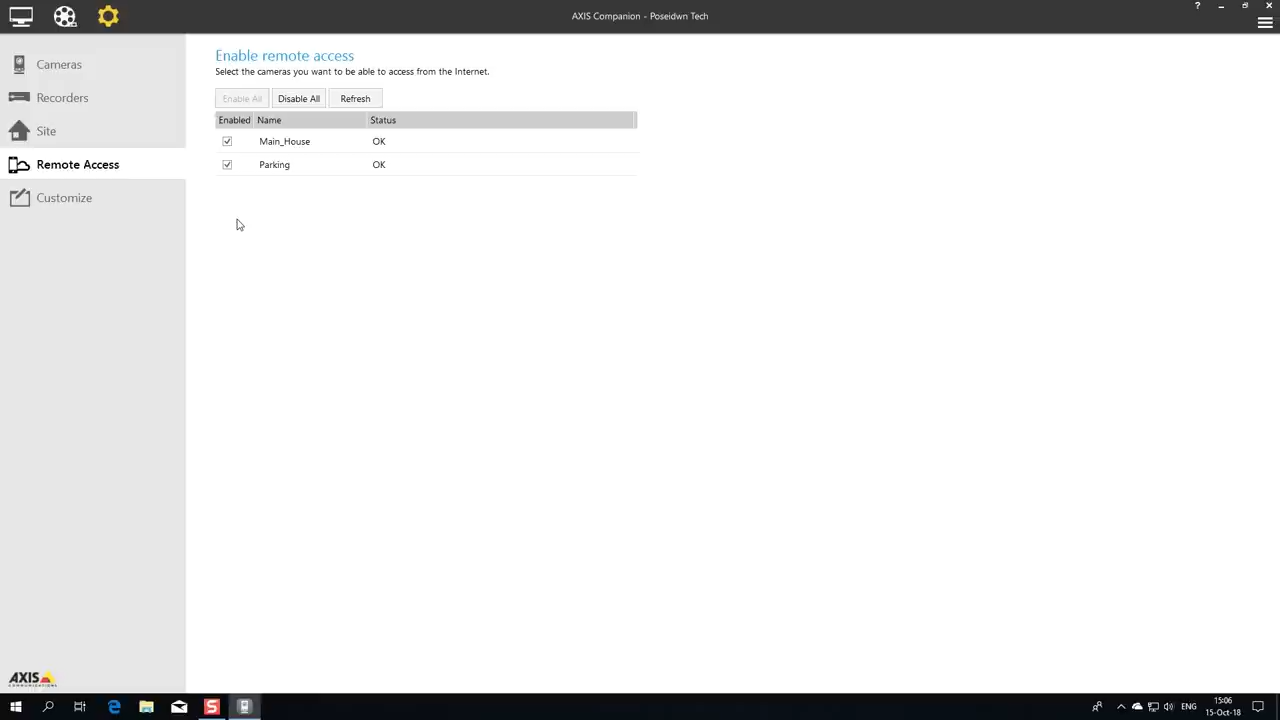 AXIS Companion - Poseidwn Tech
?
Cameras
Recorders
Site
Remote Access
Customize
Enable remote access
Select the cameras you want to be able to access from the Internet.
Enable All Disable All Refresh
Enabled Name Status
Main_House OK
Parking OK
AXIS
COMMUNICATIONS
S
ENG
15:06
15-Oct-18